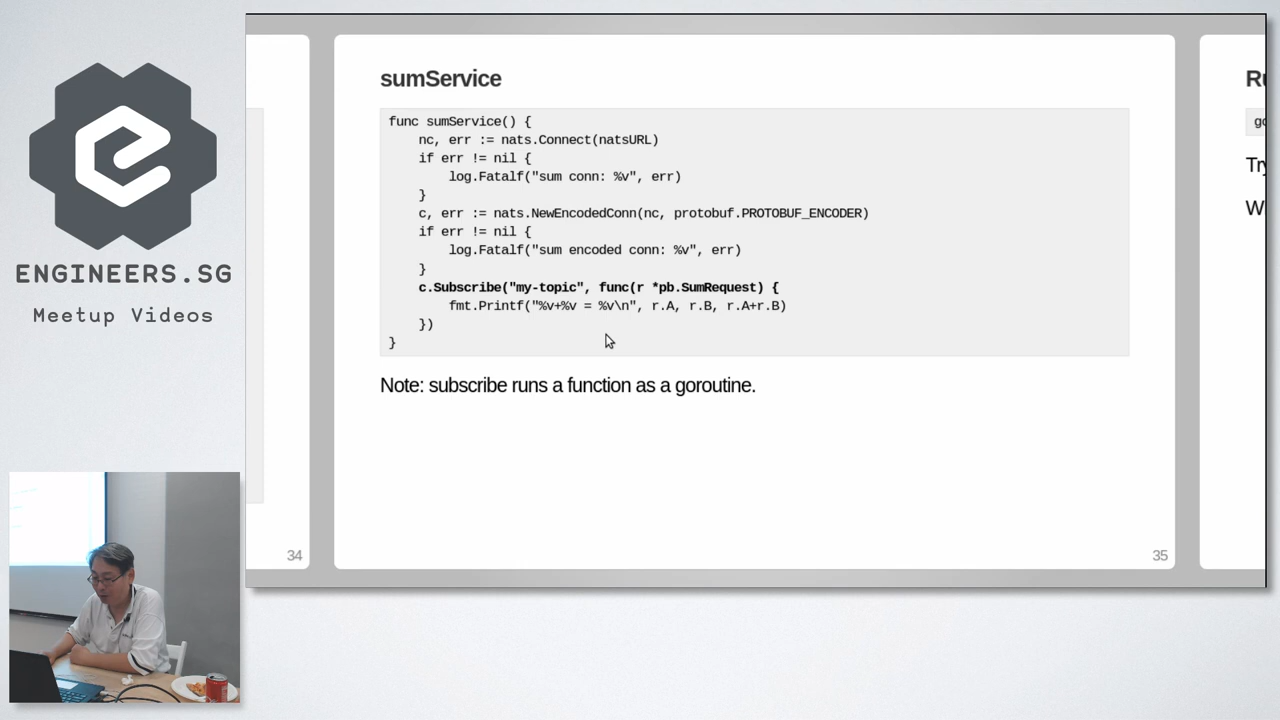 ENGINEERS.SG
Meetup Videos
34
sumService
func sumService() {
nc, err := nats.Connect(natsURL)
if err != nil {
log.Fatalf("sum conn: %v", err)
}
c, err := nats.NewEncodedConn(nc, protobuf.PROTOBUF_ENCODER)
if err != nil {
log.Fatalf("sum encoded conn: %v", err)
}
c.Subscribe("my-topic", func(r *pb.SumRequest) {
fmt.Printf("%v+%v = %v\n", r.A, r.B, r.A+r.B)
})
}
Note: subscribe runs a function as a goroutine.
35